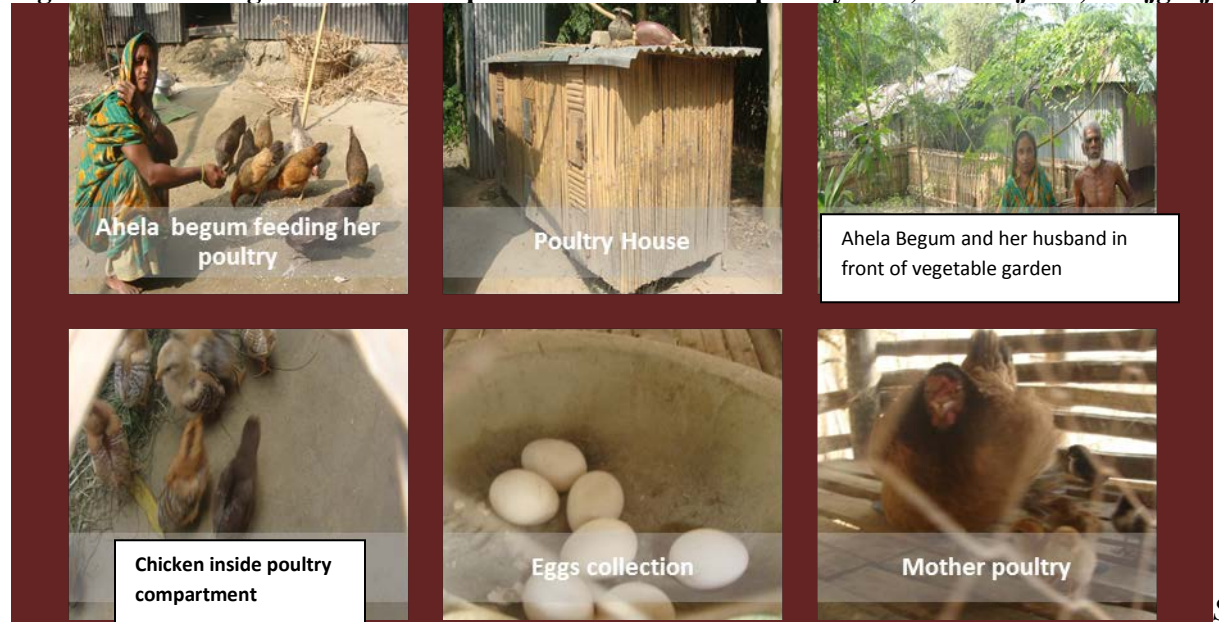 Ahela begum feeding her
poultry
Poultry House
Ahela Begum and her husband in
front of vegetable garden
Chicken inside poultry
compartment
Eggs collection
Mother poultry